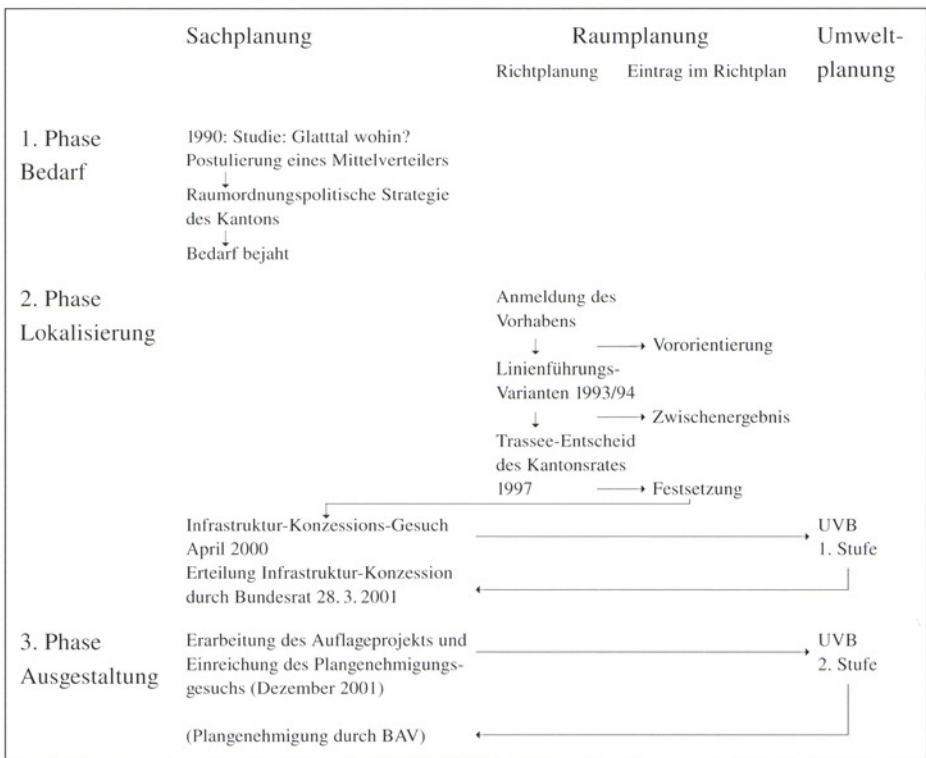 Sachplanung
Raumplanung
Umwelt-
Richtplanung
Eintrag im Richtplan
planung
1. Phase
Bedarf
1990: Studie: Glatttal wohin?
Postulierung eines Mittelverteilers
Raumordnungspolitische Strategie
des Kantons
Bedarf bejaht
2. Phase
Lokalisierung
Anmeldung des
Vorhabens
Vororientierung
Linienführungs-
Varianten 1993/94
Zwischenergebnis
Trassee-Entscheid
des Kantonsrates
1997
Festsetzung
Infrastruktur-Konzessions-Gesuch
April 2000
UVB
1. Stufe
Erteilung Infrastruktur-Konzession
durch Bundesrat 28. 3. 2001
3. Phase
Ausgestaltung
Erarbeitung des Auflageprojekts und
Einreichung des Plangenehmigungs-
gesuchs (Dezember 2001)
UVB
2. Stufe
(Plangenehmigung durch BAV)